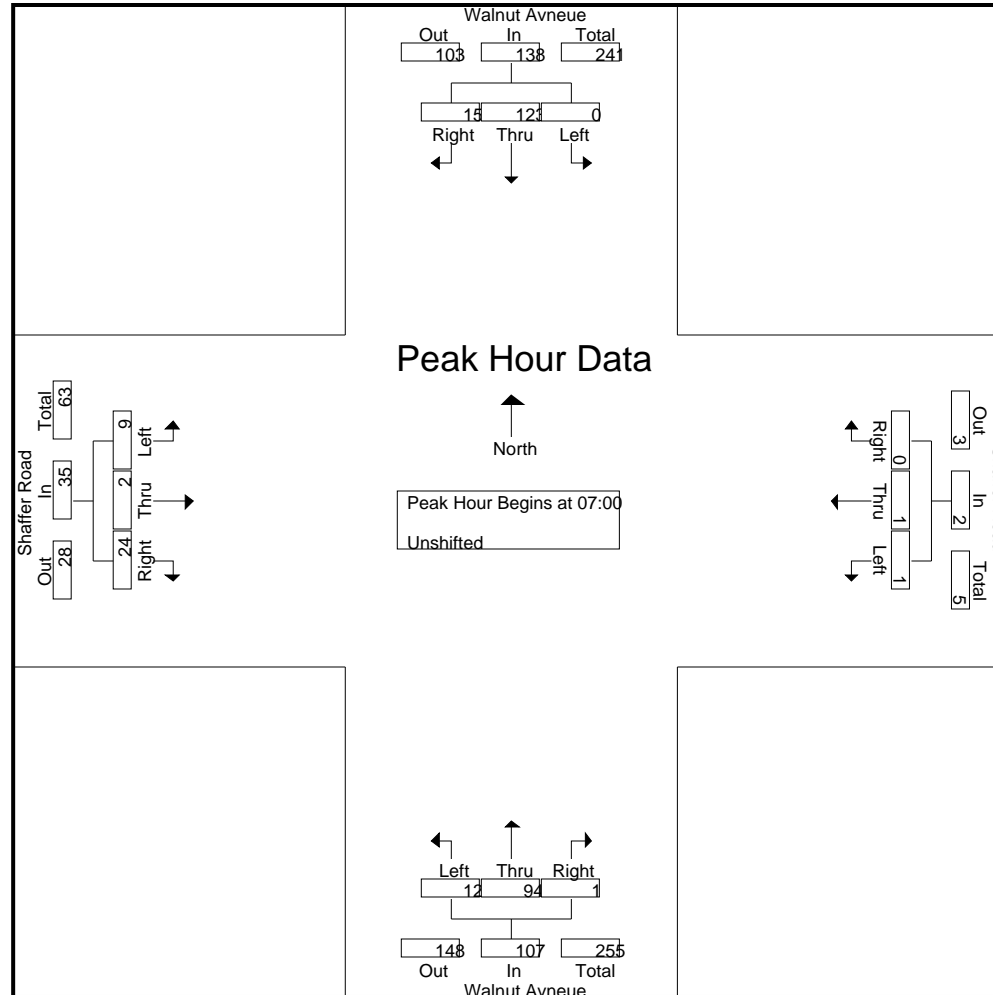 Walnut Avneue
Out In Total
103 138 241
15 123 0
Right Thru Left
Peak Hour Data
North
Peak Hour Begins at 07:00
Unshifted
Shaffer Road
Total In Out
63 35 28
9 2 24
Left Thru Right
Out In Total
3 2 5
Right Thru Left
0 1 1
Left Thru Right
12 94 1
148 107 255
Out In Total
Walnut Avneue